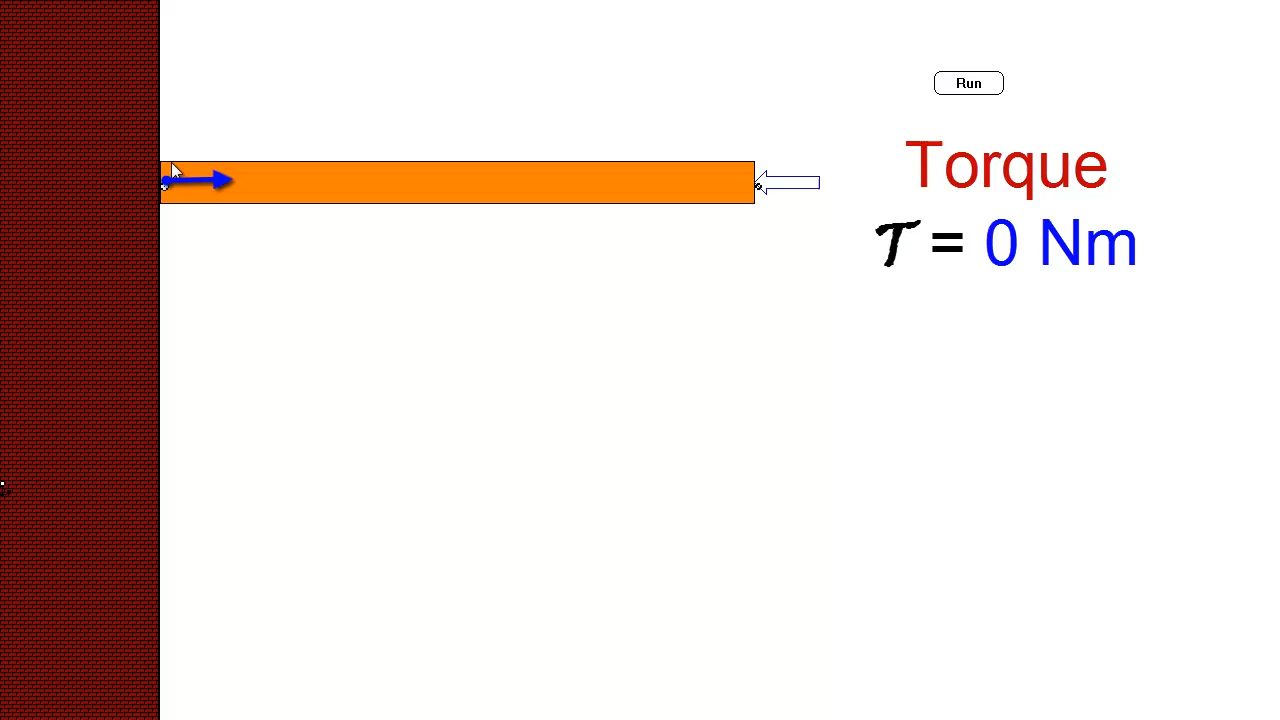 Run
Torque
τ = 0 Nm